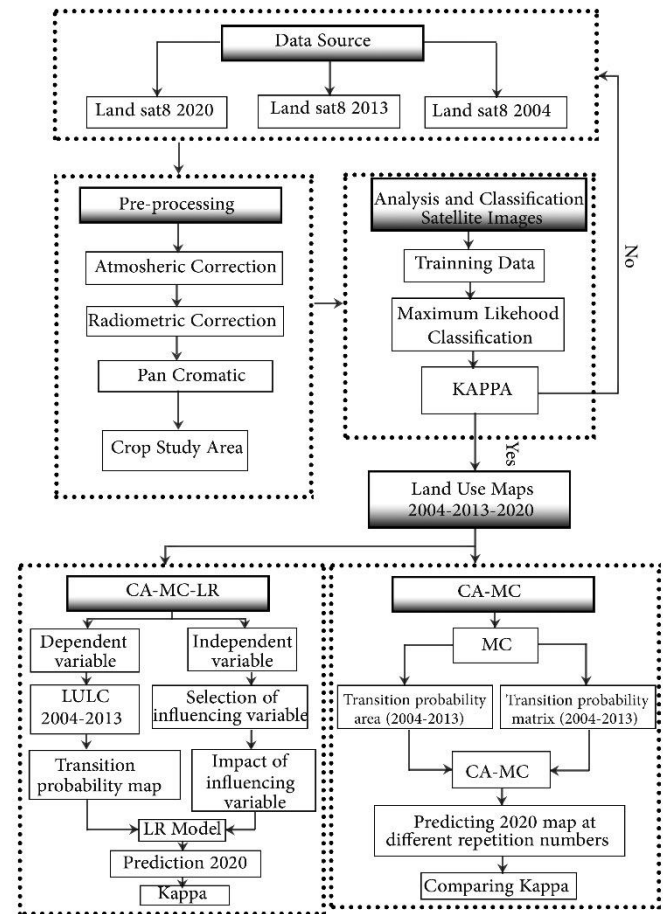 Data Source
Land sat8 2020
Land sat8 2013
Land sat8 2004
No
Pre-processing
Atmosheric Correction
Radiometric Correction
Pan Cromatic
Crop Study Area
Analysis and Classification
Satellite Images
Trainning Data
Maximum Likehood
Classification
KAPPA
Yes
Land Use Maps
2004-2013-2020
CA-MC-LR
Dependent
variable
Independent
variable
LULC
2004-2013
Selection of
influencing variable
Transition
probability map
Impact of
influencing
variable
LR Model
Prediction 2020
Kappa
CA-MC
MC
Transition probability
area (2004-2013)
Transition probability
matrix (2004-2013)
CA-MC
Predicting 2020 map at
different repetition numbers
Comparing Kappa